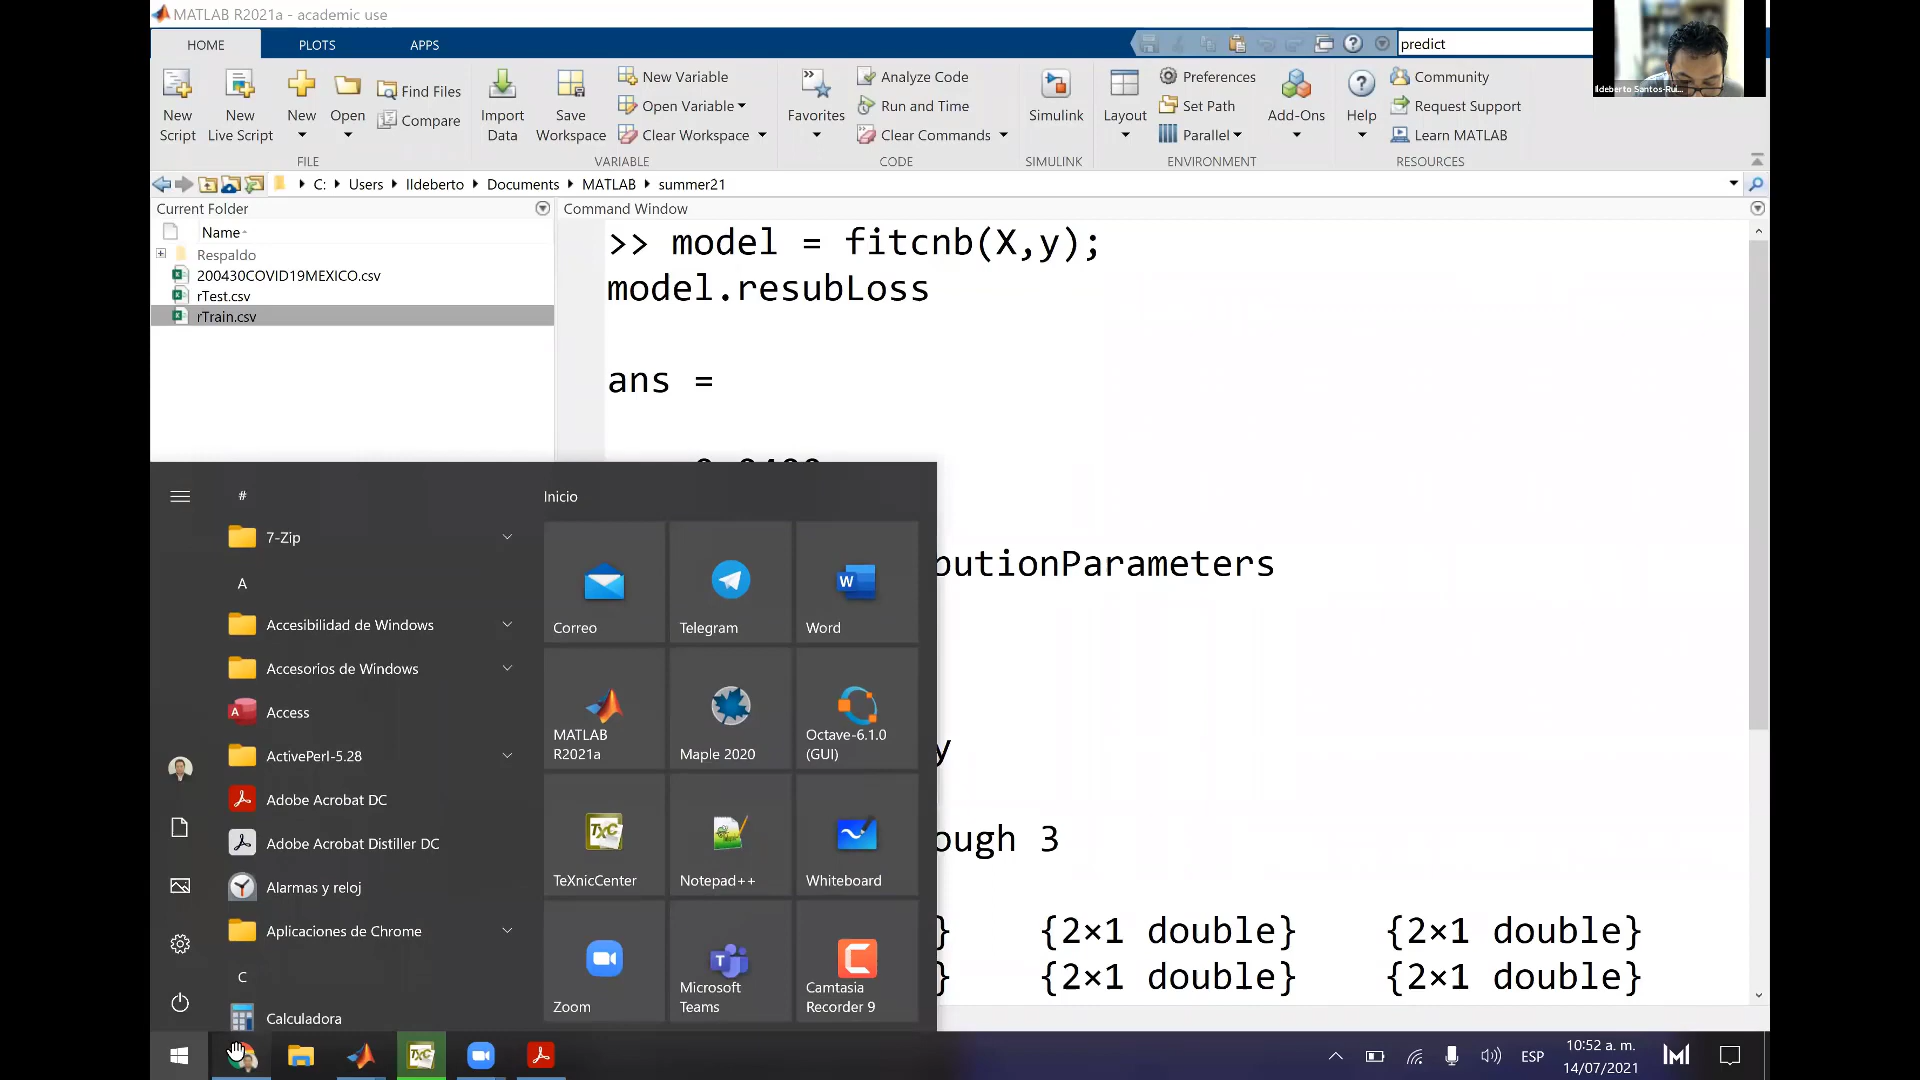 MATLAB R2021a - academic use
HOME
PLOTS
APPS
predict
Ildeberto Santos-Rui...
New Script
New Live Script
New
Open
Find Files
Compare
FILE
Import Data
Save Workspace
New Variable
Open Variable
Clear Workspace
VARIABLE
Favorites
Analyze Code
Run and Time
Clear Commands
CODE
Simulink
SIMULINK
Layout
Preferences
Set Path
Parallel
Add-Ons
ENVIRONMENT
Help
Community
Request Support
Learn MATLAB
RESOURCES
C: Users Ildeberto Documents MATLAB summer21
Current Folder
Name
Respaldo
200430COVID19MEXICO.csv
rTest.csv
rTrain.csv
Command Window
>> model = fitcnb(X,y);
model.resubLoss
ans =
butionParameters
y
ough 3
} {2×1 double} {2×1 double}
} {2×1 double} {2×1 double}
#
7-Zip
A
Accesibilidad de Windows
Accesorios de Windows
Access
ActivePerl-5.28
Adobe Acrobat DC
Adobe Acrobat Distiller DC
Alarmas y reloj
Aplicaciones de Chrome
C
Calculadora
Inicio
Correo
Telegram
Word
MATLAB R2021a
Maple 2020
Octave-6.1.0 (GUI)
TeXnicCenter
Notepad++
Whiteboard
Zoom
Microsoft Teams
Camtasia Recorder 9
ESP
10:52 a. m.
14/07/2021